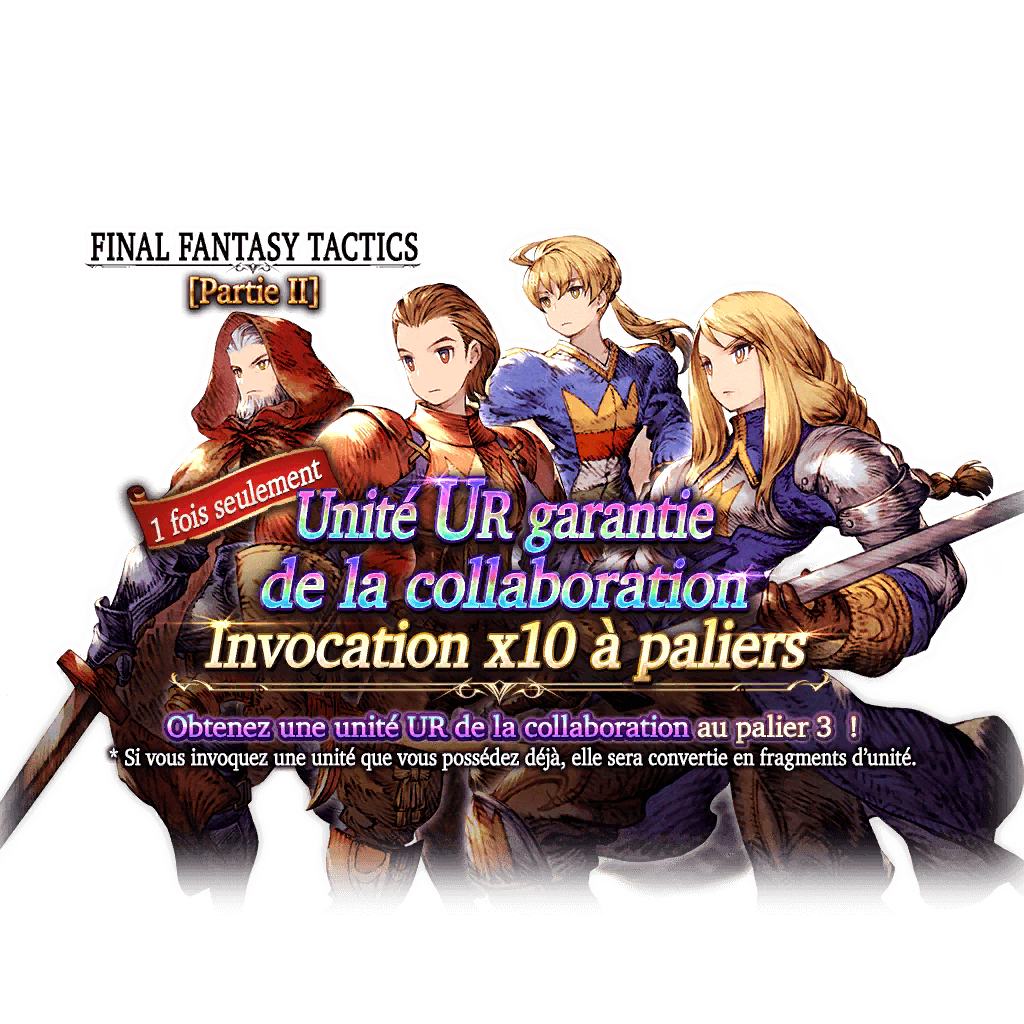 FINAL FANTASY TACTICS
[Partie II]
1 fois seulement
Unité UR garantie
de la collaboration
Invocation x10 à paliers
Obtenez une unité UR de la collaboration au palier 3 !
* Si vous invoquez une unité que vous possédez déjà, elle sera convertie en fragments d'unité.